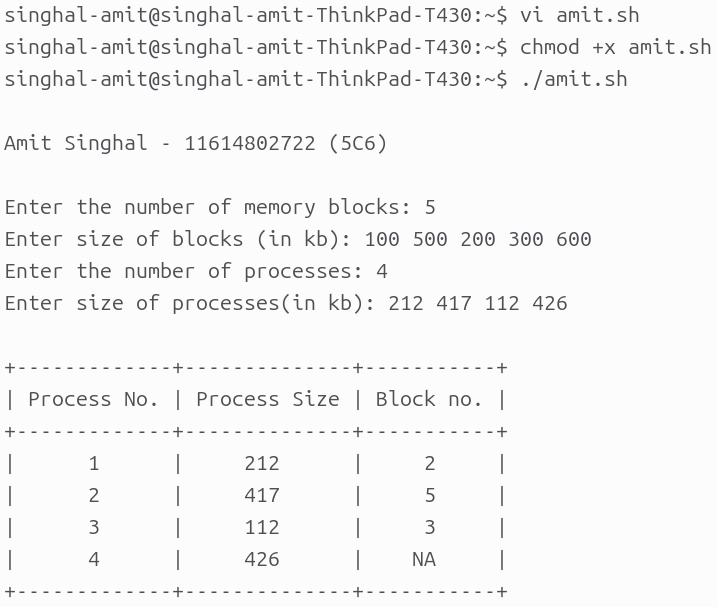 singhal-amit@singhal-amit-ThinkPad-T430:~$ vi amit.sh
singhal-amit@singhal-amit-ThinkPad-T430:~$ chmod +x amit.sh
singhal-amit@singhal-amit-ThinkPad-T430:~$ ./amit.sh

Amit Singhal - 11614802722 (5C6)

Enter the number of memory blocks: 5
Enter size of blocks (in kb): 100 500 200 300 600
Enter the number of processes: 4
Enter size of processes(in kb): 212 417 112 426

+-------------+--------------+-----------+
| Process No. | Process Size | Block no. |
+-------------+--------------+-----------+
|      1      |     212      |     2     |
|      2      |     417      |     5     |
|      3      |     112      |     3     |
|      4      |     426      |    NA     |
+-------------+--------------+-----------+